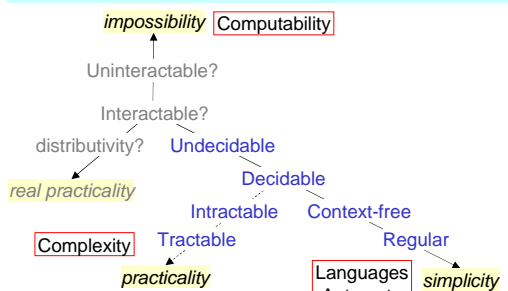 impossibility Computability
Uninteractable?
Interactable?
distributivity? Undecidable
Decidable
real practicality
Intractable Context-free
Complexity Tractable Regular
practicality Languages simplicity